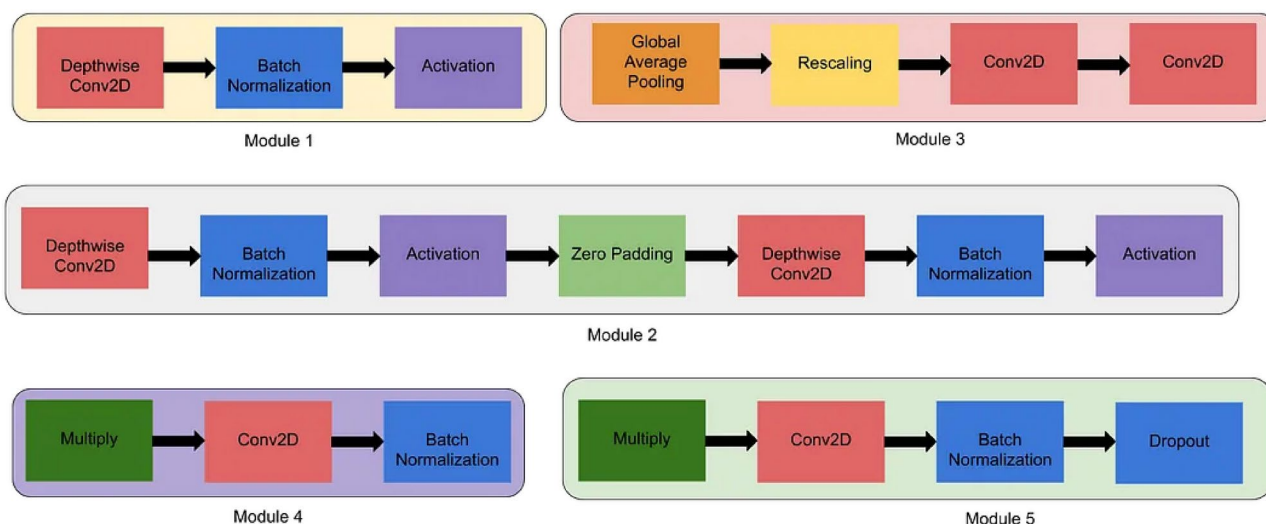 Depthwise
Conv2D
Batch
Normalization
Activation
Module 1
Global
Average
Pooling
Rescaling
Conv2D
Conv2D
Module 3
Depthwise
Conv2D
Batch
Normalization
Activation
Zero Padding
Depthwise
Conv2D
Batch
Normalization
Activation
Module 2
Multiply
Conv2D
Batch
Normalization
Module 4
Multiply
Conv2D
Batch
Normalization
Dropout
Module 5